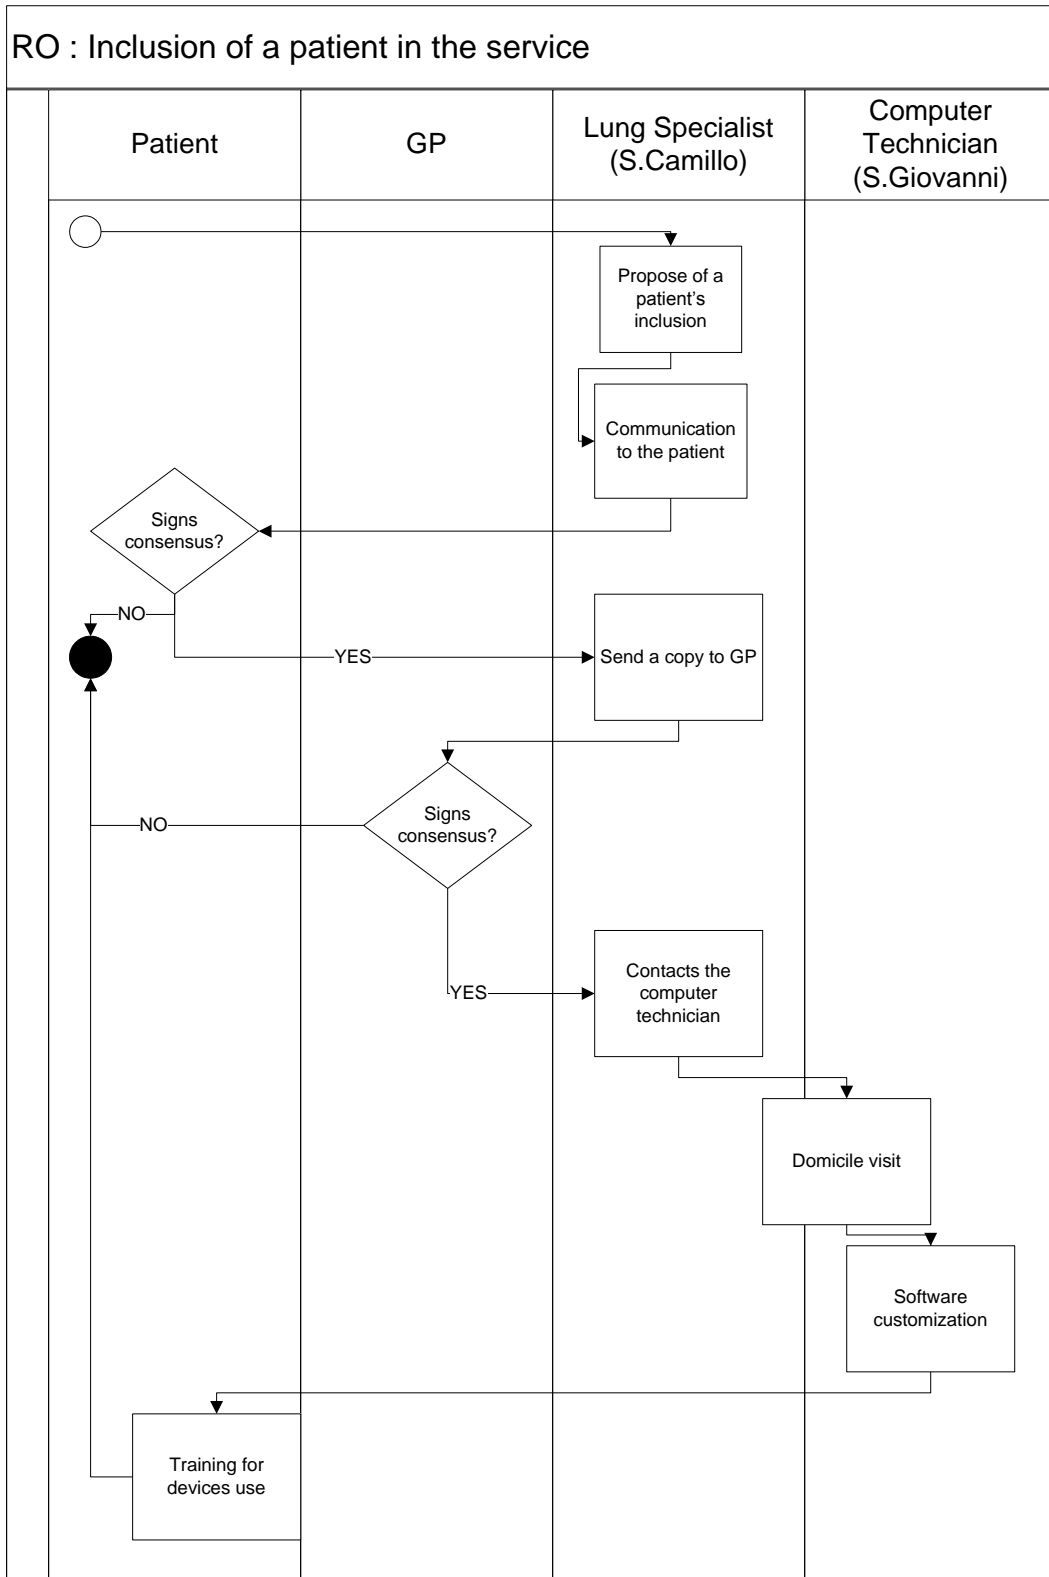 RO : Inclusion of a patient in the service
Patient
GP
Lung Specialist
(S.Camillo)
Computer
Technician
(S.Giovanni)
Propose of a
patient's
inclusion
Communication
to the patient
Signs
consensus?
NO
YES
Send a copy to GP
Signs
consensus?
NO
YES
Contacts the
computer
technician
Domicile visit
Software
customization
Training for
devices use